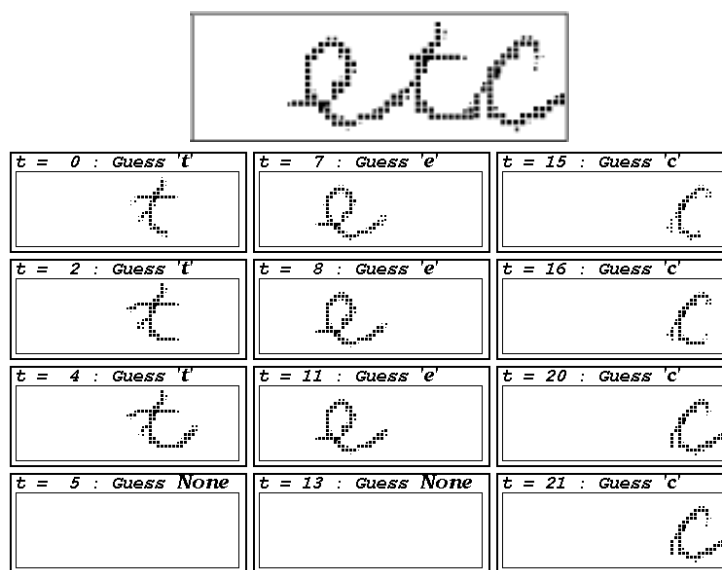 etc
t = 0 : Guess 't'
t = 7 : Guess 'e'
t = 15 : Guess 'c'
t
e
c
t = 2 : Guess 't'
t = 8 : Guess 'e'
t = 16 : Guess 'c'
t
e
c
t = 4 : Guess 't'
t = 11 : Guess 'e'
t = 20 : Guess 'c'
t
e
c
t = 5 : Guess None
t = 13 : Guess None
t = 21 : Guess 'c'
c